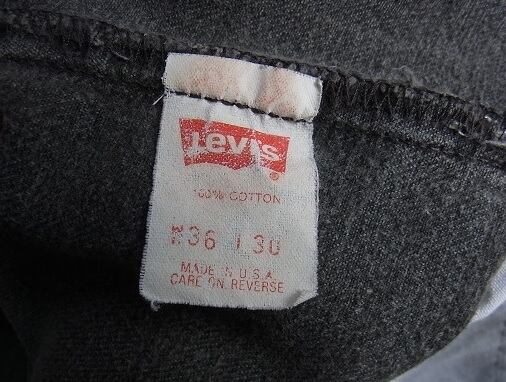 Levi's
®
100% COTTON
W36 L30
MADE IN U.S.A.
CARE ON REVERSE